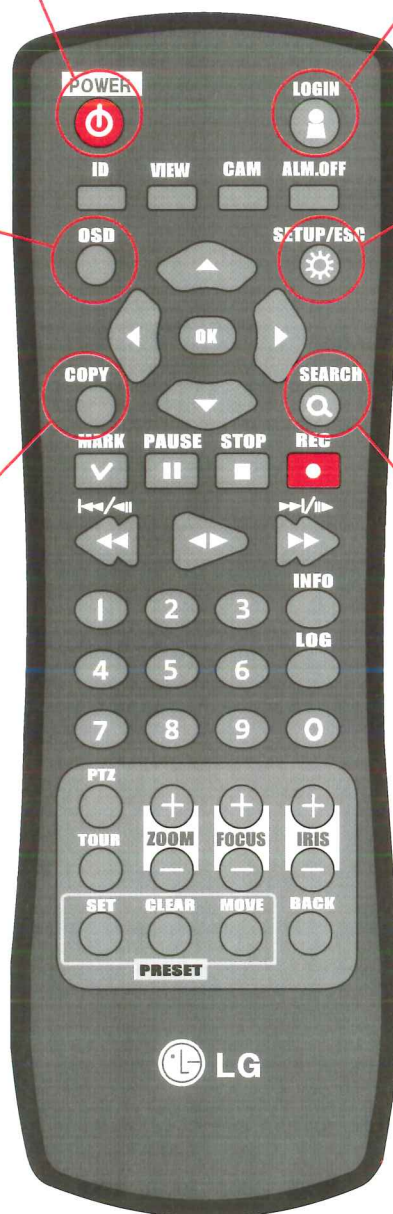 POWER LOGIN
ID VIEW CAM ALM.OFF
OSD SETUP/ESC
OK
COPY SEARCH
MARK PAUSE STOP REC
INFO
1 2 3
LOG
4 5 6
7 8 9 0
PTZ
TOUR ZOOM FOCUS IRIS
SET CLEAR MOVE BACK
PRESET
LG LG